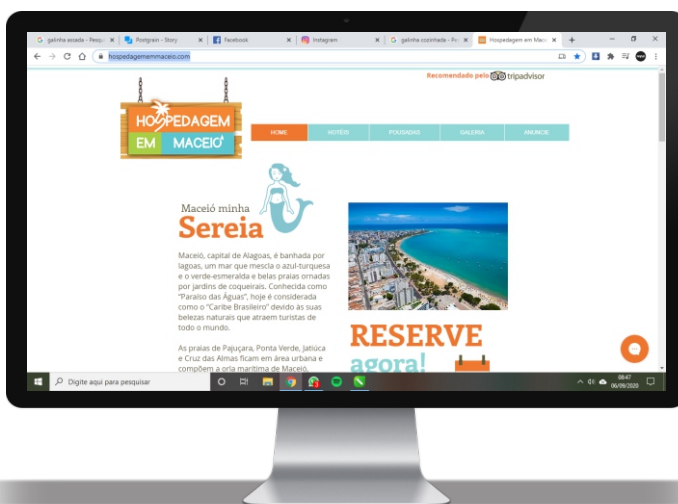 galinha assada - Pesqu
Postgrain - Story
Facebook
Instagram
galinha cozinhada - Pe
Hospedagem em Mace
hospedagememmaceio.com
Recomendado pelo tripadvisor
HOSPEDAGEM
EM MACEIÓ
HOME
HOTÉIS
POUSADAS
GALERIA
ANUNCIE
Maceió minha
Sereia
Maceió, capital de Alagoas, é banhada por
lagoas, um mar que mescla o azul-turquesa
e o verde-esmeralda e belas praias ornadas
por jardins de coqueirais. Conhecida como
"Paraíso das Águas", hoje é considerada
como o "Caribe Brasileiro" devido às suas
belezas naturais que atraem turistas de
todo o mundo.
As praias de Pajuçara, Ponta Verde, Jatiúca
e Cruz das Almas ficam em área urbana e
compõem a orla marítima de Maceió.
RESERVE
agora!
Digite aqui para pesquisar
08:47
06/09/2020